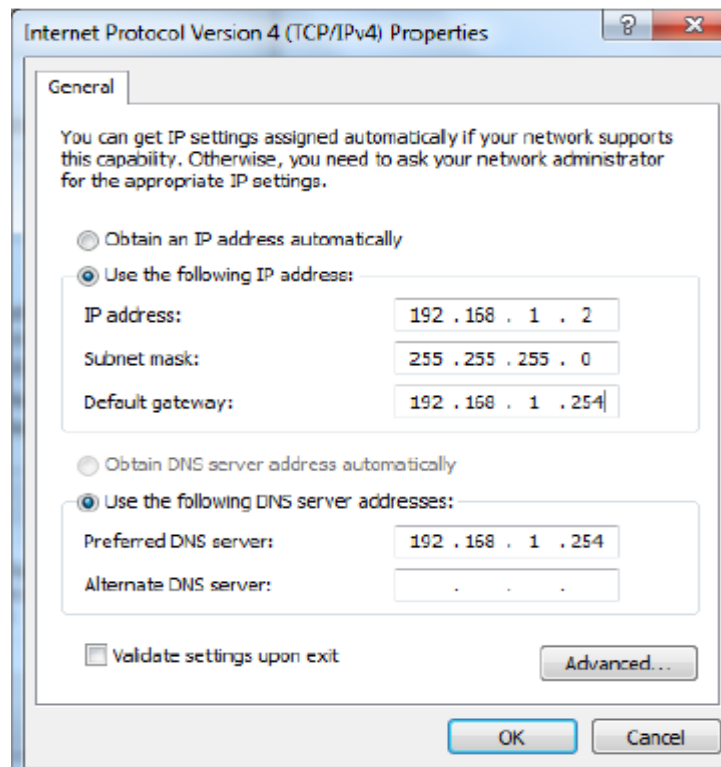 Internet Protocol Version 4 (TCP/IPv4) Properties
General
You can get IP settings assigned automatically if your network supports
this capability. Otherwise, you need to ask your network administrator
for the appropriate IP settings.
Obtain an IP address automatically
Use the following IP address:
IP address: 192 . 168 . 1 . 2
Subnet mask: 255 . 255 . 255 . 0
Default gateway: 192 . 168 . 1 . 254
Obtain DNS server address automatically
Use the following DNS server addresses:
Preferred DNS server: 192 . 168 . 1 . 254
Alternate DNS server: . . .
Validate settings upon exit
Advanced...
OK Cancel